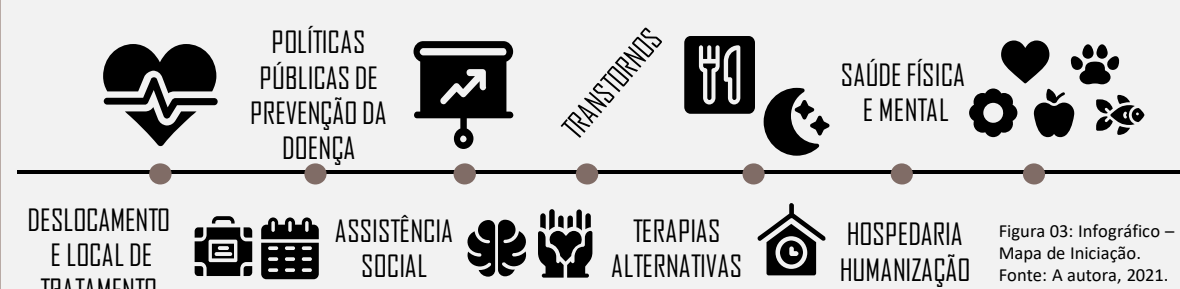 POLÍTICAS
PÚBLICAS DE
PREVENÇÃO DA
DOENÇA
TRANSTORNOS
SAÚDE FÍSICA
E MENTAL
DESLOCAMENTO
E LOCAL DE
TRATAMENTO
ASSISTÊNCIA
SOCIAL
TERAPIAS
ALTERNATIVAS
HOSPEDARIA
HUMANIZAÇÃO
Figura 03: Infográfico –
Mapa de Iniciação.
Fonte: A autora, 2021.